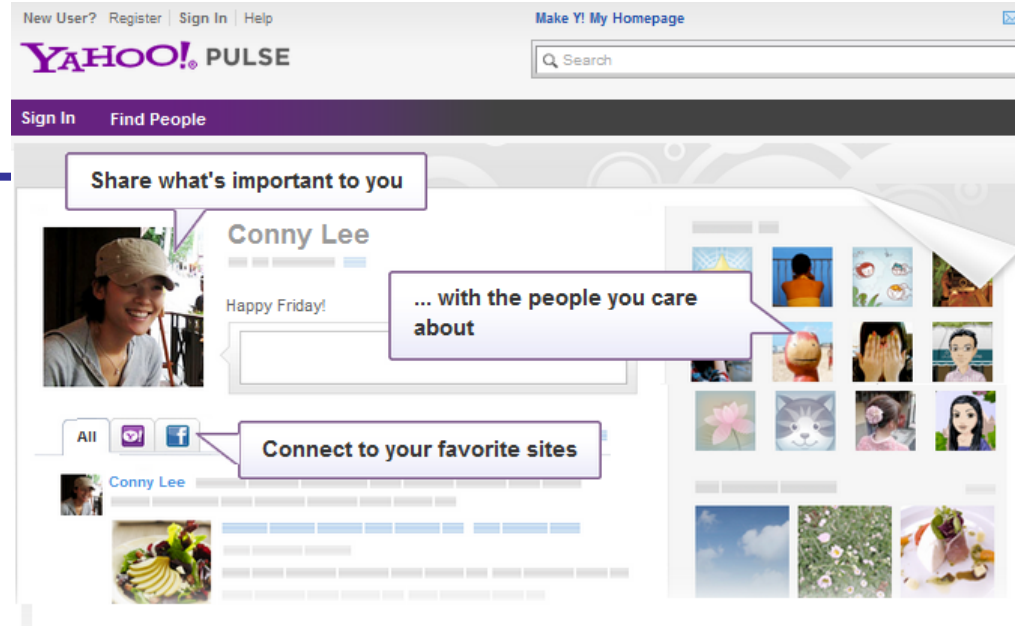 New User? Register Sign In Help
Make Y! My Homepage
YAHOO!® PULSE
Search
Sign In Find People
Share what's important to you
Conny Lee
Happy Friday!
... with the people you care
about
All
Connect to your favorite sites
Conny Lee